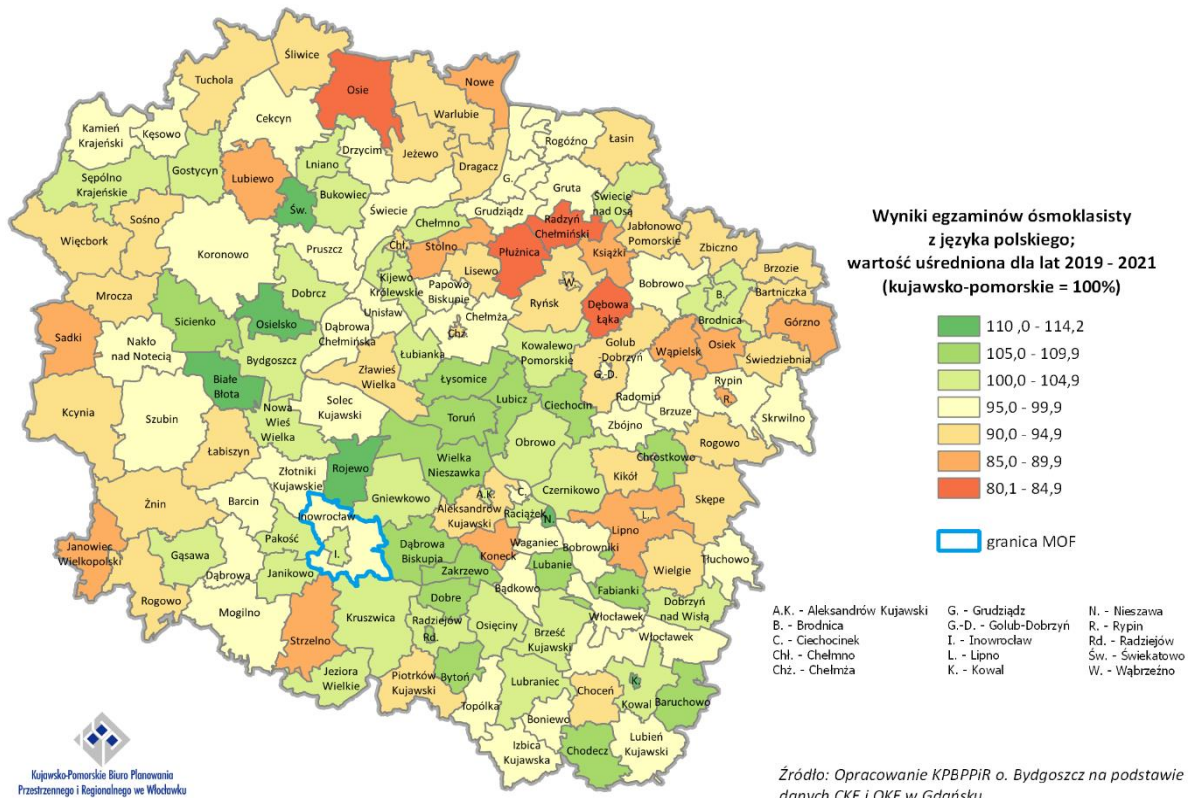 Śliwice
Tuchola
Osie
Nowe
Warlubie
Cekcyn
Kamień
Krajeński
Kęsowo
Rogóźno
Łasin
Drzycim
Jeżewo
Dragacz
Lniano
Gostycyn
Lubiewo
G.
Sępólno
Krajeńskie
Bukowiec
Gruta
Św.
Świecie
Świecie
nad Osą
Grudziądz
Chełmno
Radzyń
Chełmiński
Sośno
Jabłonowo
Pomorskie
Więcbork
Pruszcz
Chł.
Stolno
Płużnica
Książki
Zbiczno
Koronowo
Lisewo
Brzozie
Kijewo
Królewskie
Papowo
Biskupie
W.
Bobrowo
Bartniczka
Mrocza
Dobrcz
Ryńsk
B.
Unisław
Dębowa
Łąka
Sicienko
Osielsko
Chełmża
Brodnica
Górzno
Dąbrowa
Chełmińska
Chż.
Sadki
Nakło
nad Notecią
Bydgoszcz
Łubianka
Kowalewo
Pomorskie
Golub
-Dobrzyń
Wąpielsk
Osiek
Świedziebnia
Zławieś
Wielka
G.-D.
Białe
Błota
Łysomice
Rypin
R.
Kcynia
Solec
Kujawski
Lubicz
Ciechocin
Radomin
Brzuze
Skrwilno
Szubin
Nowa
Wieś
Wielka
Toruń
Zbójno
Obrowo
Rogowo
Łabiszyn
Wielka
Nieszawka
Chrostkowo
Złotniki
Kujawskie
Rojewo
Kikół
Skępe
Żnin
Barcin
Gniewkowo
A.K.
C.
Czernikowo
Aleksandrów
Kujawski
Raciążek
Inowrocław
N.
L.
Lipno
Pakość
Waganiec
Janowiec
Wielkopolski
Gąsawa
I.
Dąbrowa
Biskupia
Koneck
Bobrowniki
Tłuchowo
Dąbrowa
Janikowo
Zakrzewo
Lubanie
Wielgie
Rogowo
Bądkowo
Fabianki
Mogilno
Dobre
Dobrzyń
nad Wisłą
Strzelno
Kruszwica
Radziejów
Rd.
Osięciny
Włocławek
Brześć
Kujawski
Włocławek
Jeziora
Wielkie
Piotrków
Kujawski
Bytoń
Lubraniec
Choceń
K.
Kowal
Baruchowo
Topólka
Boniewo
Izbica
Kujawska
Chodecz
Lubień
Kujawski
Wyniki egzaminów ósmoklasisty
z języka polskiego;
wartość uśredniona dla lat 2019 - 2021
(kujawsko-pomorskie = 100%)
110 ,0 - 114,2
105,0 - 109,9
100,0 - 104,9
95,0 - 99,9
90,0 - 94,9
85,0 - 89,9
80,1 - 84,9
granica MOF
A.K. - Aleksandrów Kujawski
B. - Brodnica
C. - Ciechocinek
Chł. - Chełmno
Chż. - Chełmża
G. - Grudziądz
G.-D. - Golub-Dobrzyń
I. - Inowrocław
L. - Lipno
K. - Kowal
N. - Nieszawa
R. - Rypin
Rd. - Radziejów
Św. - Świekatowo
W. - Wąbrzeźno
Kujawsko-Pomorskie Biuro Planowania
Przestrzennego i Regionalnego we Włocławku
Źródło: Opracowanie KPBPPiR o. Bydgoszcz na podstawie
danych CKE i OKE w Gdańsku